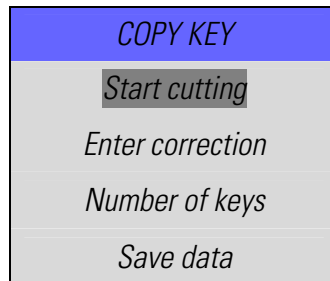 COPY KEY
Start cutting
Enter correction
Number of keys
Save data